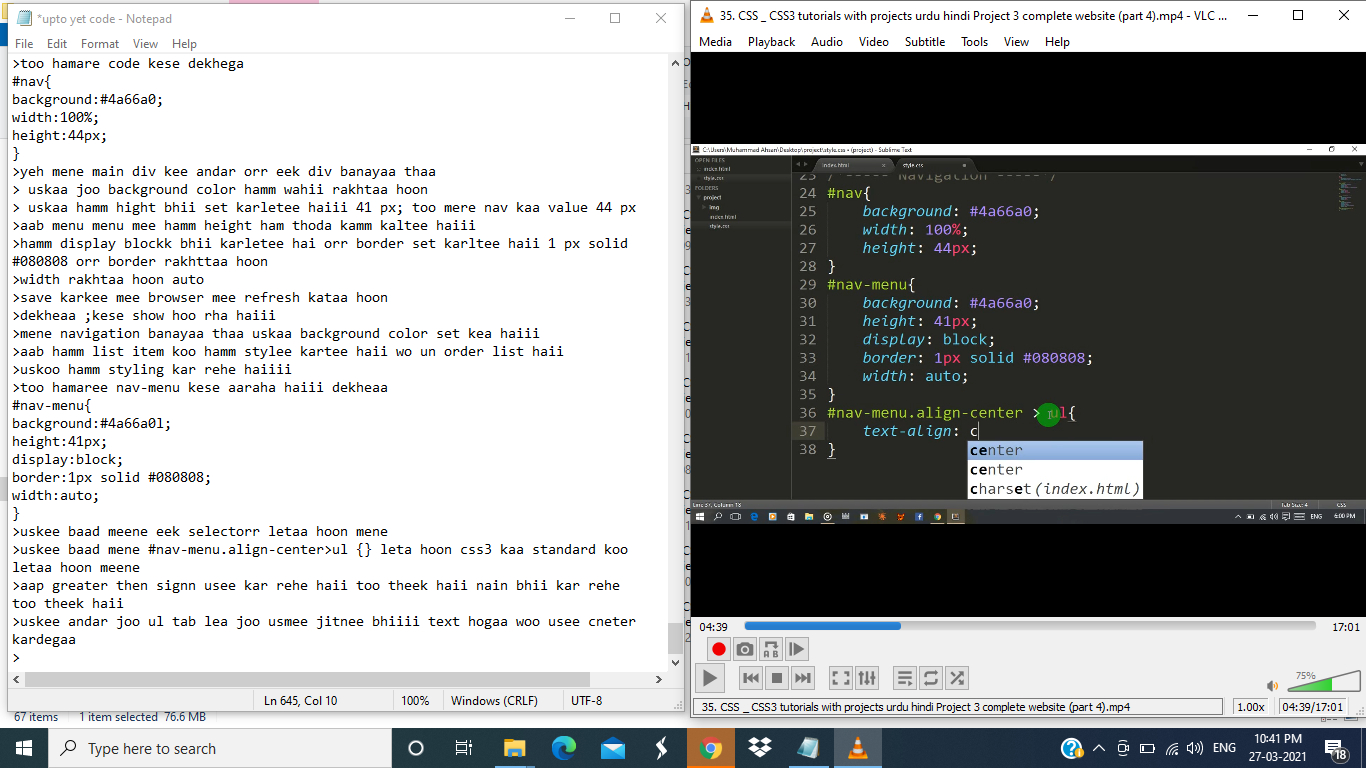 *upto yet code - Notepad
File Edit Format View Help
>too hamare code kese dekhega
#nav{
background:#4a66a0;
width:100%;
height:44px;
}
>yeh mene main div kee andar orr eek div banayaa thaa
> uskaa joo background color hamm wahii rakhtaa hoon
> uskaa hamm hight bhii set karletee haiii 41 px; too mere nav kaa value 44 px
>aab menu menu mee hamm height ham thoda kamm kaltee haiii
>hamm display blockk bhii karletee hai orr border set karltee haii 1 px solid
#080808 orr border rakhttaa hoon
>width rakhtaa hoon auto
>save karkee mee browser mee refresh kataa hoon
>dekheaa ;kese show hoo rha haiii
>mene navigation banayaa thaa uskaa background color set kea haiii
>aab hamm list item koo hamm stylee kartee haii wo un order list haii
>uskoo hamm styling kar rehe haiiii
>too hamaree nav-menu kese aaraha haiii dekheaa
#nav-menu{
background:#4a66a0l;
height:41px;
display:block;
border:1px solid #080808;
width:auto;
}
>uskee baad meene eek selectorr letaa hoon mene
>uskee baad mene #nav-menu.align-center>ul {} leta hoon css3 kaa standard koo
letaa hoon meene
>aap greater then signn usee kar rehe haii too theek haii nain bhii kar rehe
too theek haii
>uskee andar joo ul tab lea joo usmee jitnee bhiiii text hogaa woo usee cneter
kardegaa
>
Ln 645, Col 10 100% Windows (CRLF) UTF-8
67 items 1 item selected 76.6 MB
35. CSS _ CSS3 tutorials with projects urdu hindi Project 3 complete website (part 4).mp4 - VLC ...
Media Playback Audio Video Subtitle Tools View Help
C:\Users\Muhammad Ahsan\Desktop\project\style.css • (project) - Sublime Text
OPEN FILES
index.html
style.css
FOLDERS
project
img
index.html
style.css
index.html style.css
23 /* ----- Navigation ----- */
24 #nav{
25 background: #4a66a0;
26 width: 100%;
27 height: 44px;
28 }
29 #nav-menu{
30 background: #4a66a0;
31 height: 41px;
32 display: block;
33 border: 1px solid #080808;
34 width: auto;
35 }
36 #nav-menu.align-center > ul{
37 text-align: c
38 }
center
center
charset(index.html)
Line 37, Column 18 Tab Size: 4 CSS
ENG 6:00 PM
04:39 17:01
75%
35. CSS _ CSS3 tutorials with projects urdu hindi Project 3 complete website (part 4).mp4 1.00x 04:39/17:01
Type here to search
ENG 10:41 PM
27-03-2021
18